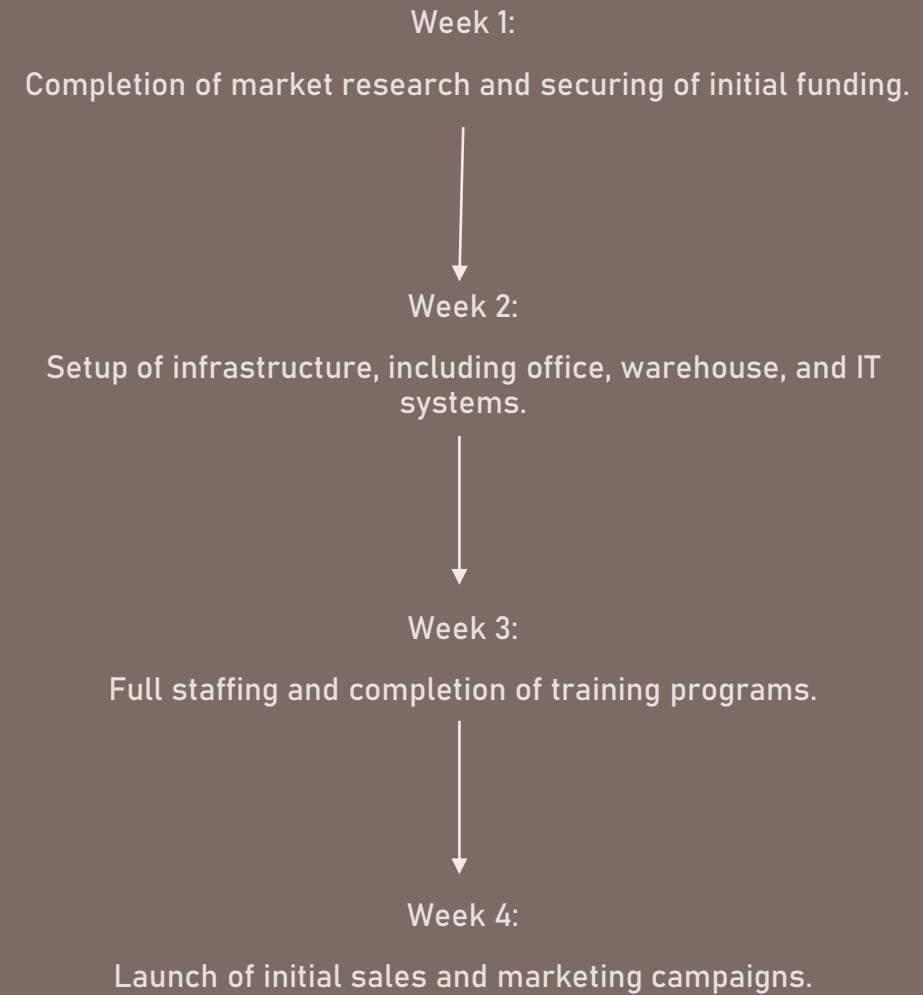 Week 1:
Completion of market research and securing of initial funding.
Week 2:
Setup of infrastructure, including office, warehouse, and IT
systems.
Week 3:
Full staffing and completion of training programs.
Week 4:
Launch of initial sales and marketing campaigns.